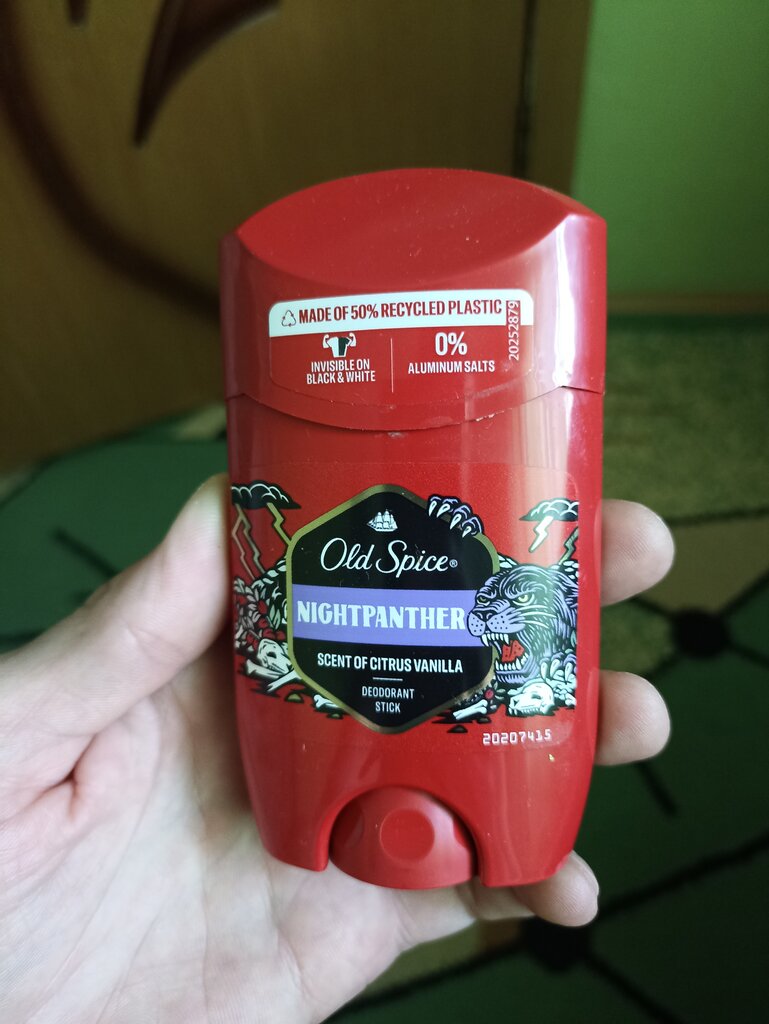 MADE OF 50% RECYCLED PLASTIC
INVISIBLE ON
BLACK & WHITE
0%
ALUMINUM SALTS
20252879
Old Spice®
NIGHTPANTHER
SCENT OF CITRUS VANILLA
DEODORANT
STICK
20207415